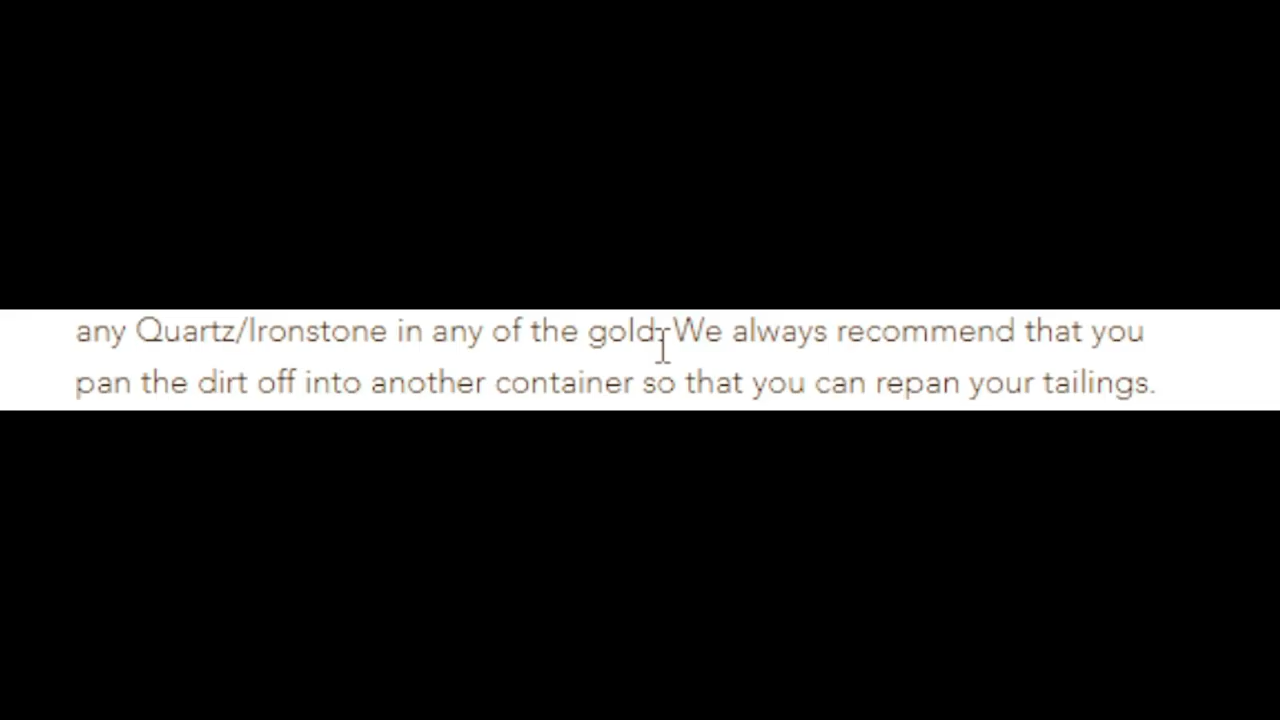 any Quartz/Ironstone in any of the gold. We always recommend that you
pan the dirt off into another container so that you can repan your tailings.